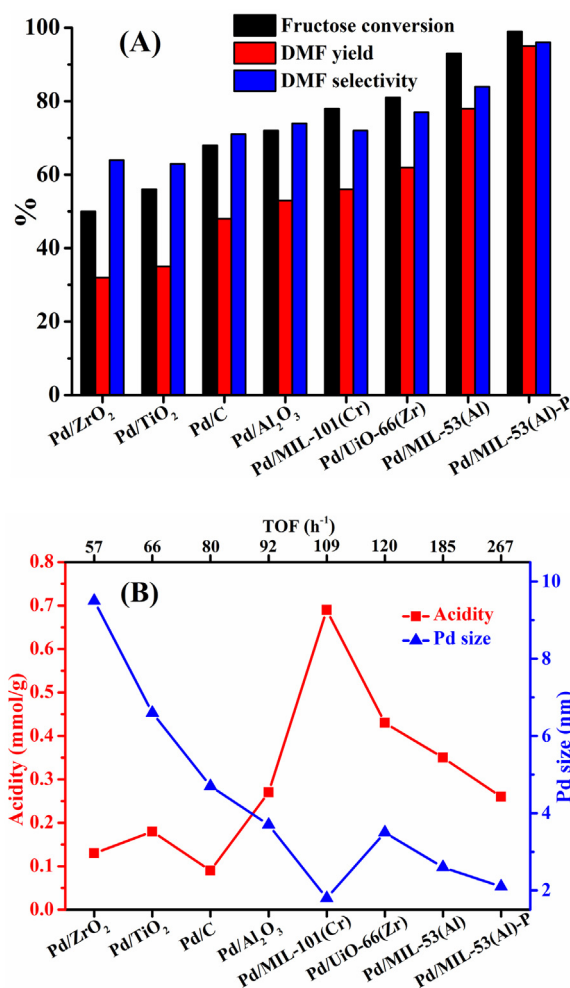 (A)
Fructose conversion
DMF yield
DMF selectivity
%
100
80
60
40
20
0
Pd/ZrO₂
Pd/TiO₂
Pd/C
Pd/Al₂O₃
Pd/MIL-101(Cr)
Pd/UiO-66(Zr)
Pd/MIL-53(Al)
Pd/MIL-53(Al)-P
TOF (h⁻¹)
57 66 80 92 109 120 185 267
(B)
Acidity
Pd size
Acidity (mmol/g)
0.8
0.7
0.6
0.5
0.4
0.3
0.2
0.1
0.0
Pd size (nm)
10
8
6
4
2
Pd/ZrO₂
Pd/TiO₂
Pd/C
Pd/Al₂O₃
Pd/MIL-101(Cr)
Pd/UiO-66(Zr)
Pd/MIL-53(Al)
Pd/MIL-53(Al)-P